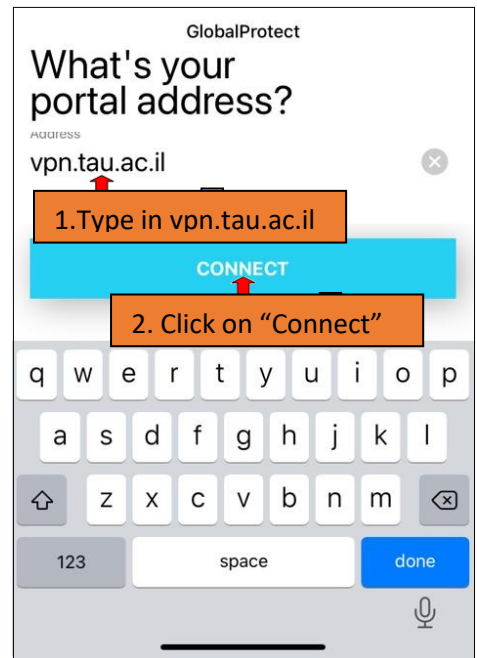 GlobalProtect
What's your
portal address?
Address
vpn.tau.ac.il
1.Type in vpn.tau.ac.il
CONNECT
2. Click on “Connect”
q w e r t y u i o p
a s d f g h j k l
z x c v b n m
123 space done